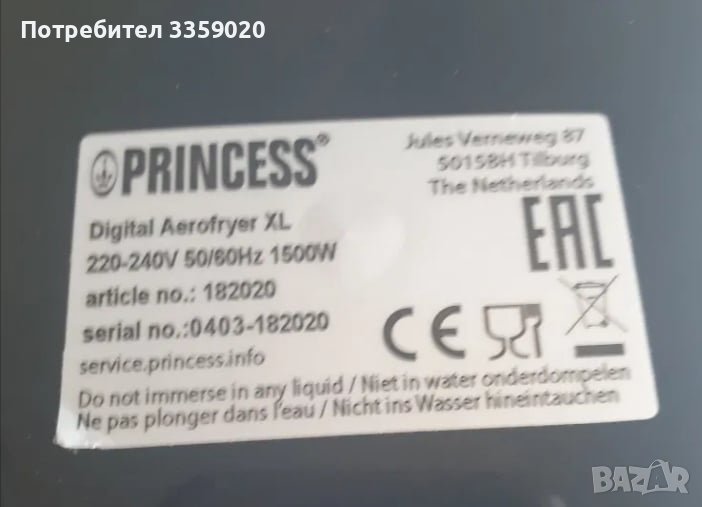 Потребител 3359020
PRINCESS®
Digital Aerofryer XL
220-240V 50/60Hz 1500W
article no.: 182020
serial no.:0403-182020
service.princess.info
Jules Verneweg 87
5015BH Tilburg
The Netherlands
EAC
CE
Do not immerse in any liquid / Niet in water onderdompelen
Ne pas plonger dans l'eau / Nicht ins Wasser hineintauchen
BAZAR